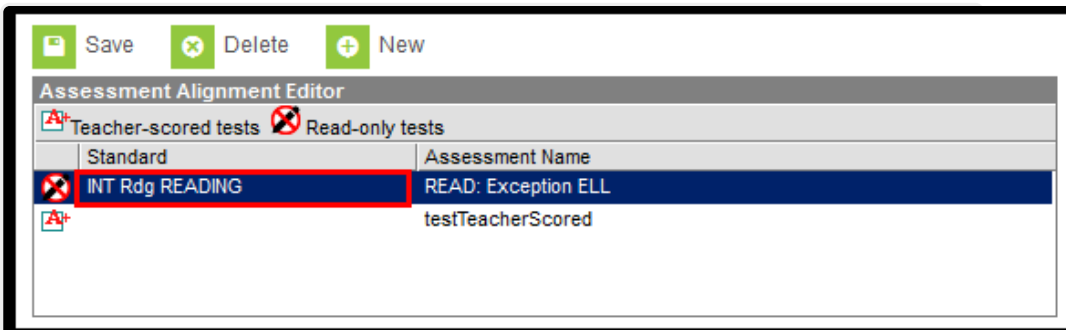 Save Delete New
Assessment Alignment Editor
A+ Teacher-scored tests Read-only tests
Standard Assessment Name
INT Rdg READING READ: Exception ELL
A+ testTeacherScored